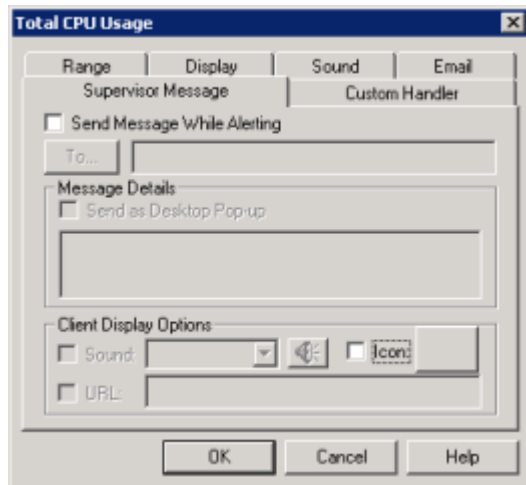 Total CPU Usage
Range Display Sound Email
Supervisor Message Custom Handler
Send Message While Alerting
To...
Message Details
Send as Desktop Pop-up
Client Display Options
Sound: Icon:
URL:
OK Cancel Help